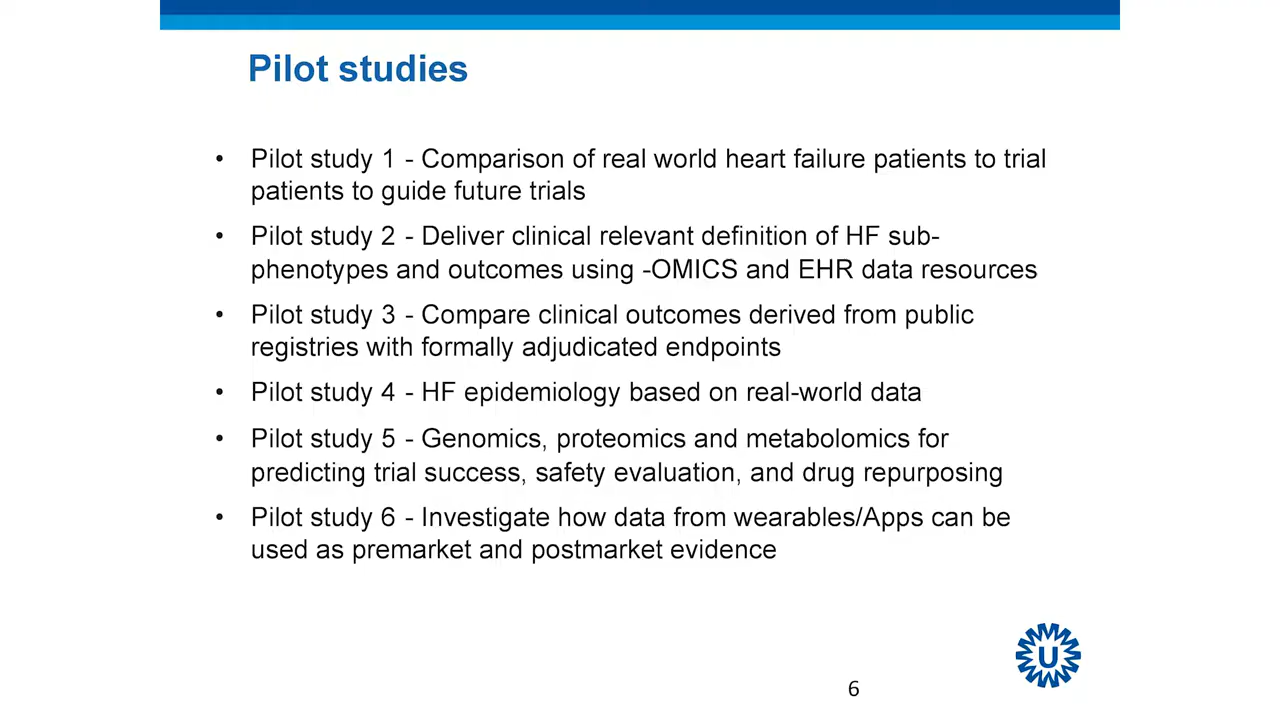 Pilot studies
• Pilot study 1 - Comparison of real world heart failure patients to trial
patients to guide future trials
• Pilot study 2 - Deliver clinical relevant definition of HF sub-
phenotypes and outcomes using -OMICS and EHR data resources
• Pilot study 3 - Compare clinical outcomes derived from public
registries with formally adjudicated endpoints
• Pilot study 4 - HF epidemiology based on real-world data
• Pilot study 5 - Genomics, proteomics and metabolomics for
predicting trial success, safety evaluation, and drug repurposing
• Pilot study 6 - Investigate how data from wearables/Apps can be
used as premarket and postmarket evidence
U
6